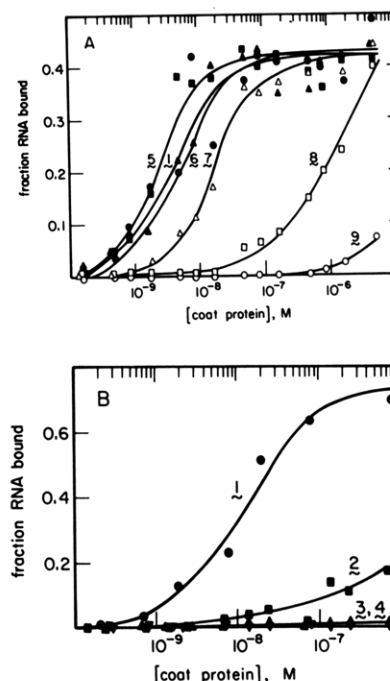 A
fraction RNA bound
0.4
0.3
0.2
0.1
5 1 6 7
8
9
10⁻⁹ 10⁻⁸ 10⁻⁷ 10⁻⁶
[coat protein], M
B
fraction RNA bound
0.6
0.4
0.2
1
2
3, 4
10⁻⁹ 10⁻⁸ 10⁻⁷
[coat protein], M